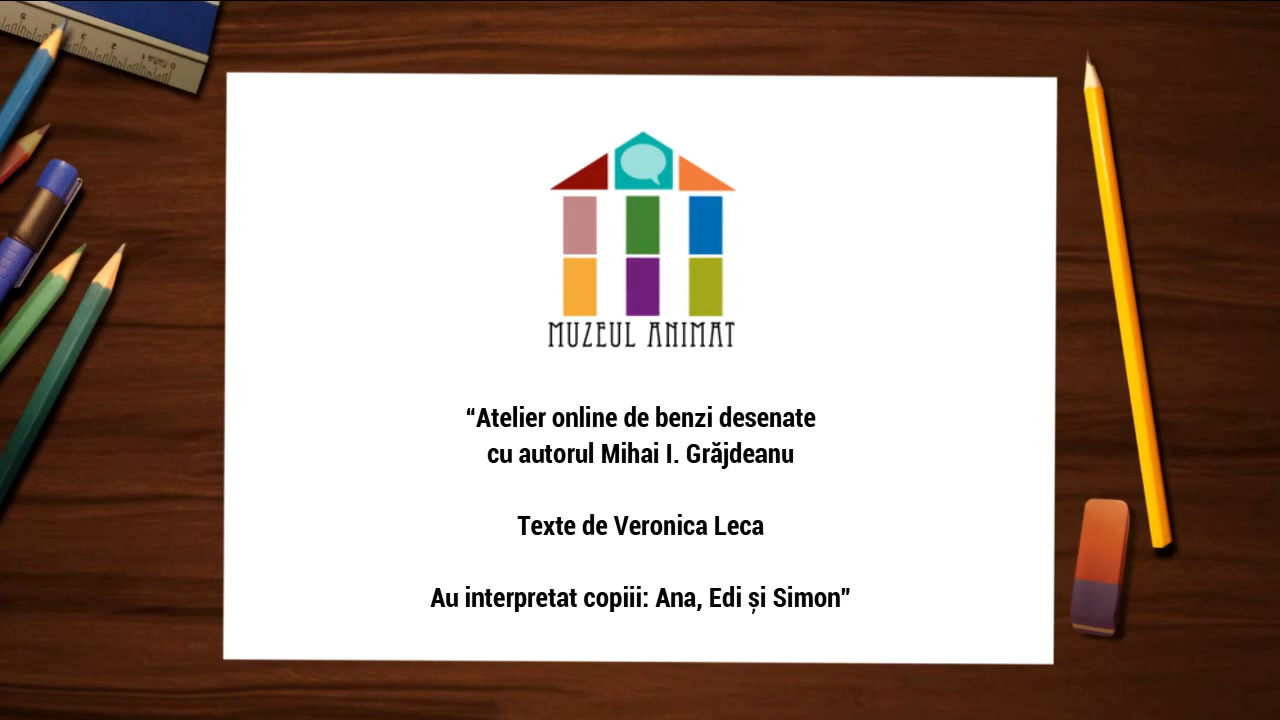 MUZEUL ANIMAT
“Atelier online de benzi desenate
cu autorul Mihai I. Grăjdeanu
Texte de Veronica Leca
Au interpretat copiii: Ana, Edi și Simon”